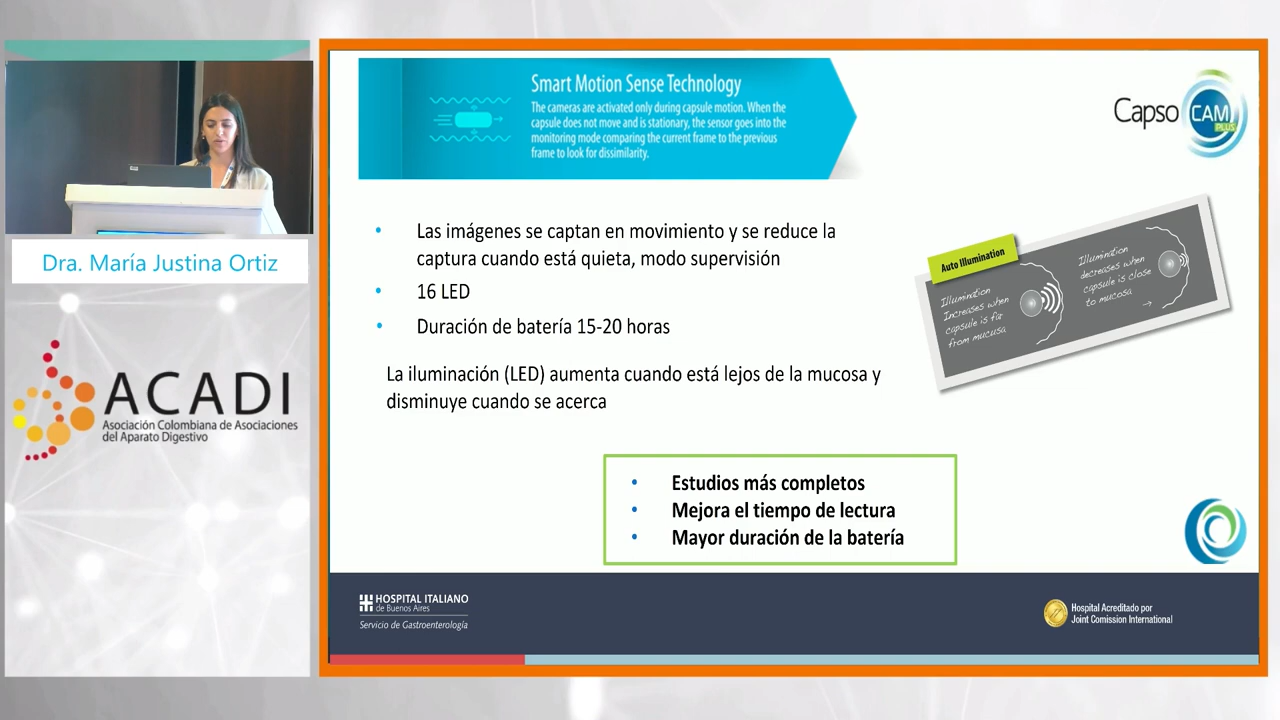 Smart Motion Sense Technology
The cameras are activated only during capsule motion. When the
capsule does not move and is stationary, the sensor goes into the
monitoring mode comparing the current frame to the previous
frame to look for dissimilarity.
Capso CAM
PLUS
Dra. María Justina Ortiz
ACADI
Asociación Colombiana de Asociaciones
del Aparato Digestivo
• Las imágenes se captan en movimiento y se reduce la
captura cuando está quieta, modo supervisión
• 16 LED
• Duración de batería 15-20 horas
La iluminación (LED) aumenta cuando está lejos de la mucosa y
disminuye cuando se acerca
Auto Illumination
Illumination
Increases when
capsule is far
from mucosa
Illumination
decreases when
capsule is close
to mucosa
• Estudios más completos
• Mejora el tiempo de lectura
• Mayor duración de la batería
HOSPITAL ITALIANO
de Buenos Aires
Servicio de Gastroenterología
Hospital Acreditado por
Joint Comission International